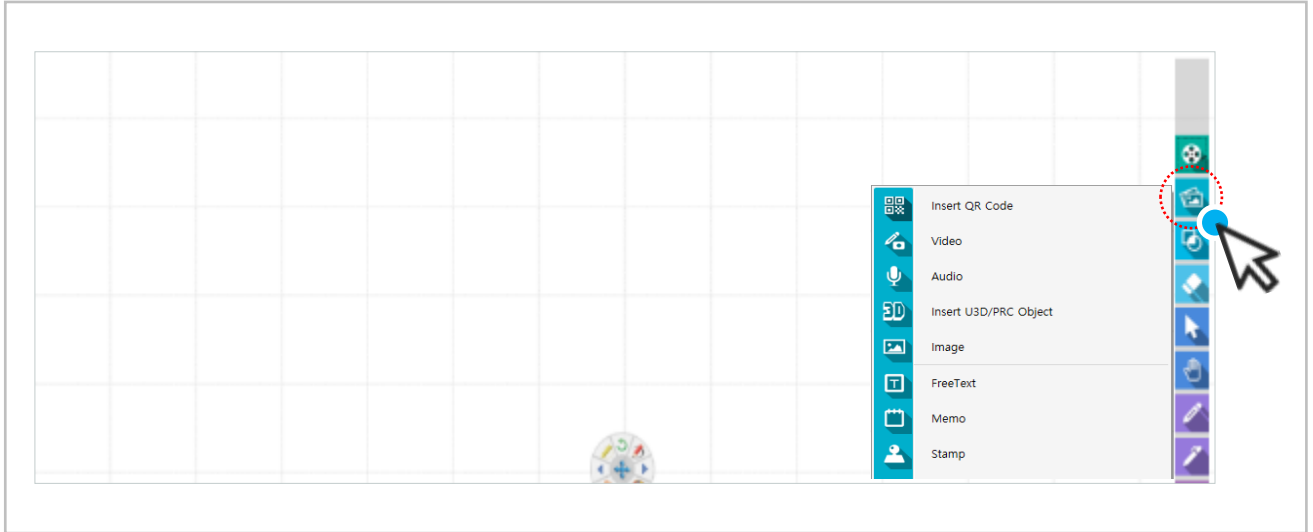 Insert QR Code
Video
Audio
Insert U3D/PRC Object
Image
FreeText
Memo
Stamp